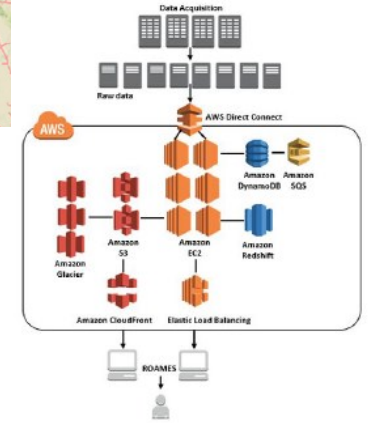 Data Acquisition
Raw data
AWS Direct Connect
AWS
Amazon
DynamoDB
Amazon
SQS
Amazon
Glacier
Amazon
S3
Amazon
EC2
Amazon
Redshift
Amazon CloudFront
Elastic Load Balancing
ROAMES